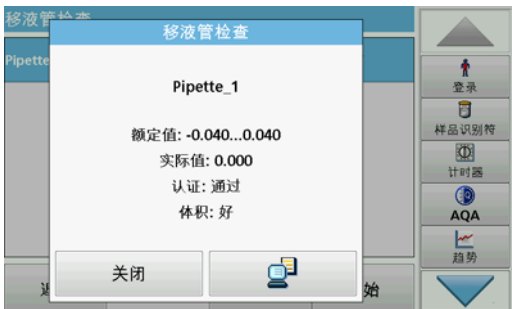 移液管检查
Pipette
移液管检查
Pipette_1
额定值: -0.040...0.040
实际值: 0.000
认证: 通过
体积: 好
关闭
始
登录
样品识别符
计时器
AQA
趋势